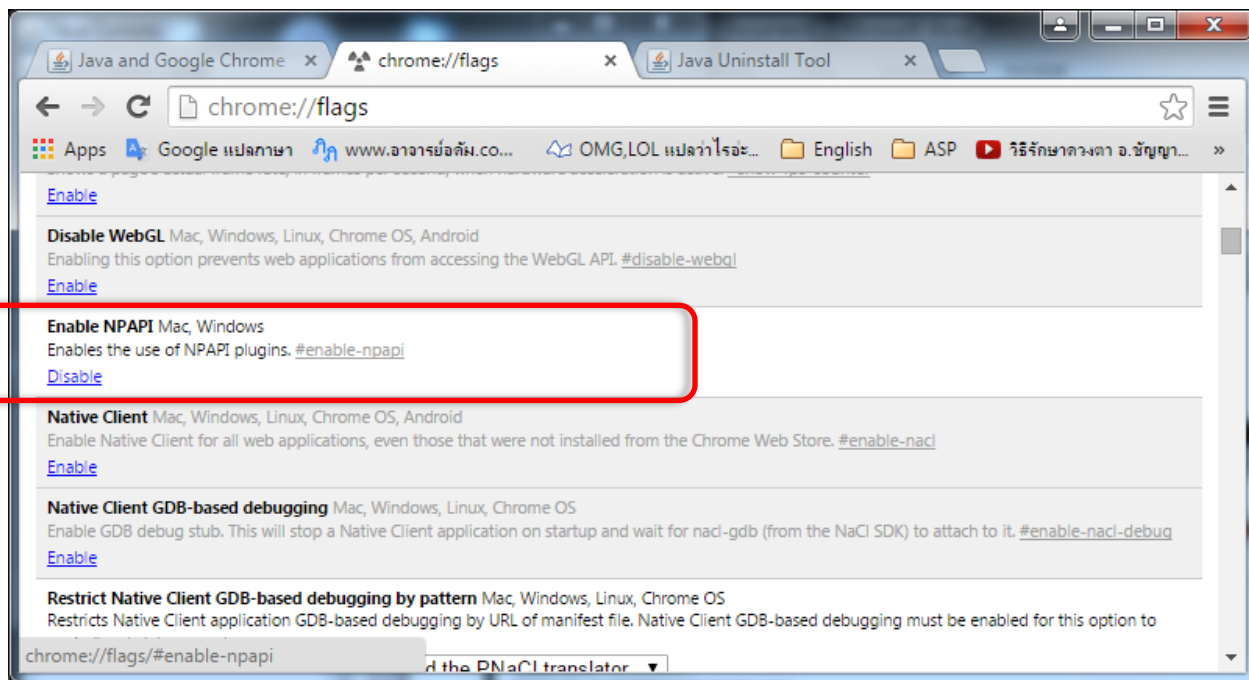 Java and Google Chrome
chrome://flags
Java Uninstall Tool
chrome://flags
Apps
Google แปลภาษา
www.อาจารย์อดัม.co...
OMG,LOL แปลว่าไรอ่ะ...
English
ASP
วิธีรักษาดวงตา อ.ชัญญา...
»
Enable
Disable WebGL Mac, Windows, Linux, Chrome OS, Android
Enabling this option prevents web applications from accessing the WebGL API. #disable-webgl
Enable
Enable NPAPI Mac, Windows
Enables the use of NPAPI plugins. #enable-npapi
Disable
Native Client Mac, Windows, Linux, Chrome OS, Android
Enable Native Client for all web applications, even those that were not installed from the Chrome Web Store. #enable-nacl
Enable
Native Client GDB-based debugging Mac, Windows, Linux, Chrome OS
Enable GDB debug stub. This will stop a Native Client application on startup and wait for nacl-gdb (from the NaCl SDK) to attach to it. #enable-nacl-debug
Enable
Restrict Native Client GDB-based debugging by pattern Mac, Windows, Linux, Chrome OS
Restricts Native Client application GDB-based debugging by URL of manifest file. Native Client GDB-based debugging must be enabled for this option to
chrome://flags/#enable-npapi
d the PNaCl translator